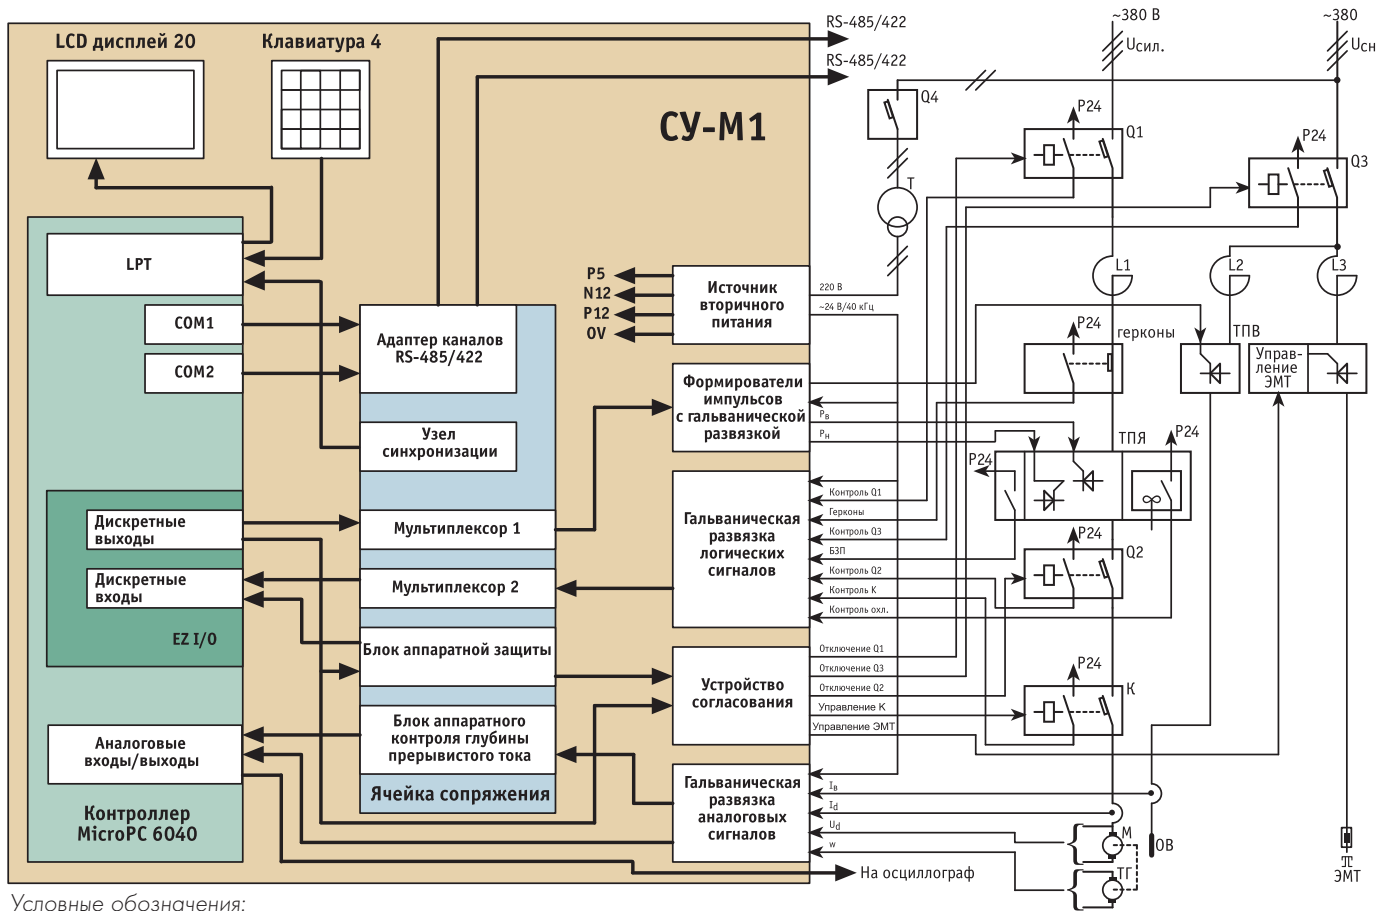 RS-485/422
~380 В
~380
Uсил.
Uсн
LCD дисплей 20
Клавиатура 4
RS-485/422
СУ-М1
Q4
P24
Q1
P24
Q3
T
LPT
P5
N12
P12
OV
Источник
вторичного
питания
220 В
~24 В/40 кГц
L1
L2
L3
COM1
COM2
Адаптер каналов
RS-485/422
P24
герконы
ТПВ
Управ-
ление
ЭМТ
Формирователи
импульсов
с гальванической
развязкой
Pв
Pн
Узел
синхронизации
ТПЯ
P24
P24
Дискретные
выходы
Мультиплексор 1
Гальваническая
развязка
логических
сигналов
Контроль Q1
Герконы
Контроль Q3
БЗП
Контроль Q2
Контроль К
Контроль охл.
P24
Q2
Дискретные
входы
Мультиплексор 2
EZ I/O
Блок аппаратной защиты
Устройство
согласования
Отключение Q1
Отключение Q3
Отключение Q2
Управление К
Управление ЭМТ
P24
К
Блок аппаратного
контроля глубины
прерывистого тока
Аналоговые
входы/выходы
Ячейка сопряжения
Гальваническая
развязка
аналоговых
сигналов
Iв
Id
Ud
w
Контроллер
MicroPC 6040
М
ОВ
ТГ
ЭМТ
На осциллограф
Условные обозначения: